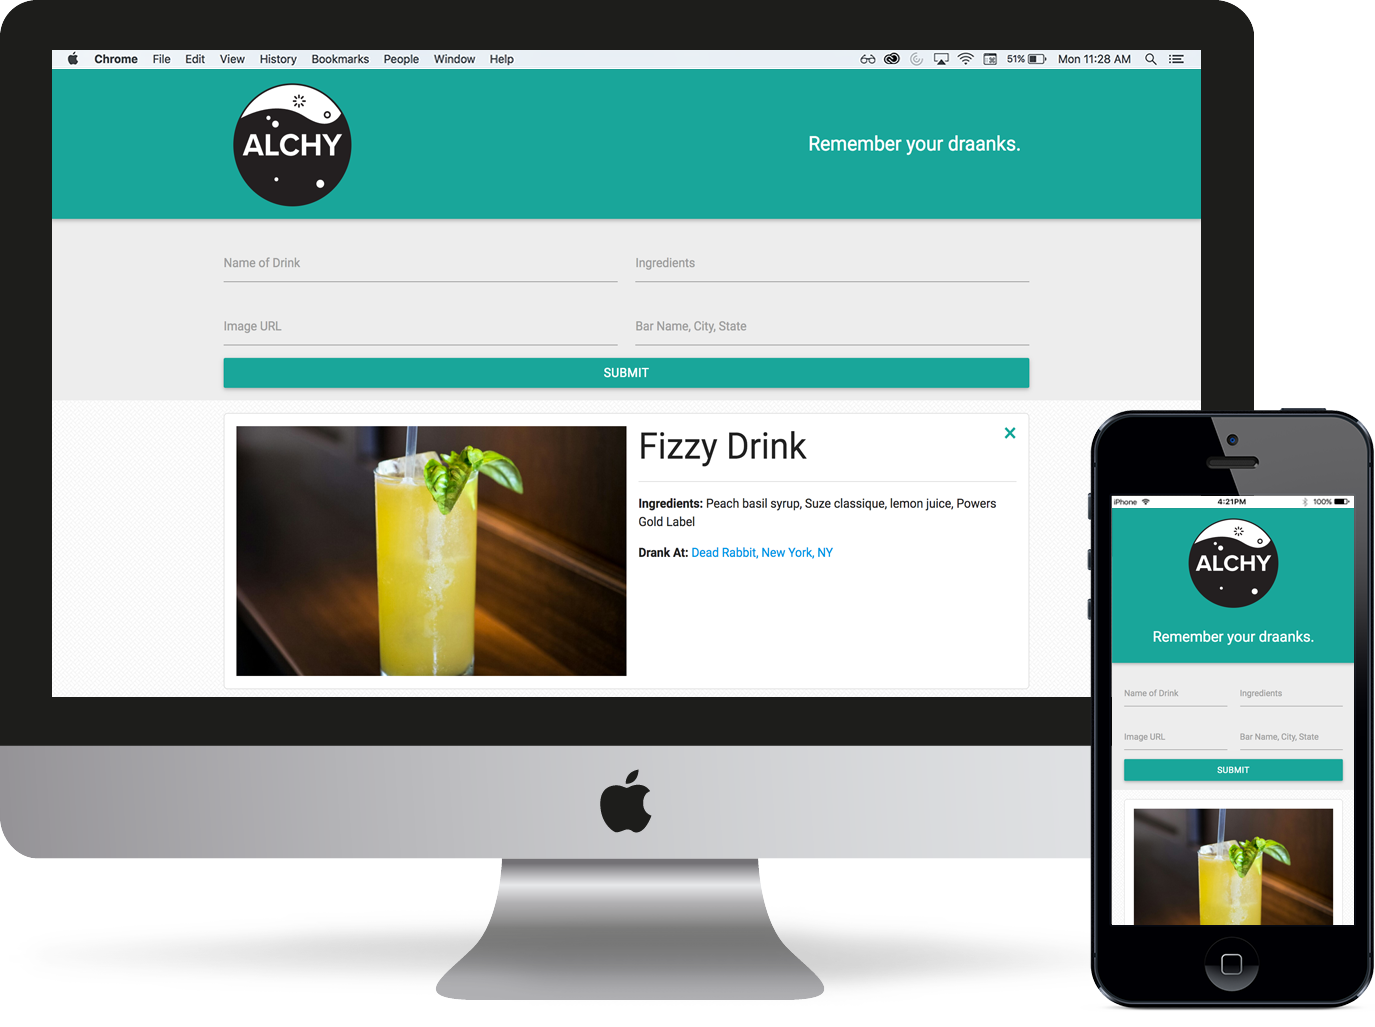 Chrome File Edit View History Bookmarks People Window Help 51% Mon 11:28 AM
ALCHY
Remember your draanks.
Name of Drink
Ingredients
Image URL
Bar Name, City, State
SUBMIT
Fizzy Drink
Ingredients: Peach basil syrup, Suze classique, lemon juice, Powers
Gold Label
Drank At: Dead Rabbit, New York, NY
iPhone 4:21PM 100%
ALCHY
Remember your draanks.
Name of Drink
Ingredients
Image URL
Bar Name, City, State
SUBMIT